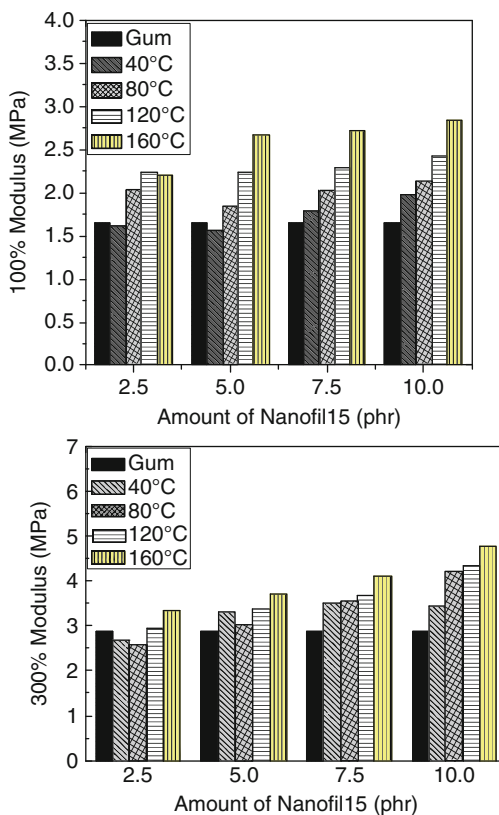 4.0
3.5
3.0
2.5
2.0
1.5
1.0
0.5
0.0
100% Modulus (MPa)
Gum
40°C
80°C
120°C
160°C
2.5 5.0 7.5 10.0
Amount of Nanofil15 (phr)
7
6
5
4
3
2
1
0
300% Modulus (MPa)
Gum
40°C
80°C
120°C
160°C
2.5 5.0 7.5 10.0
Amount of Nanofil15 (phr)